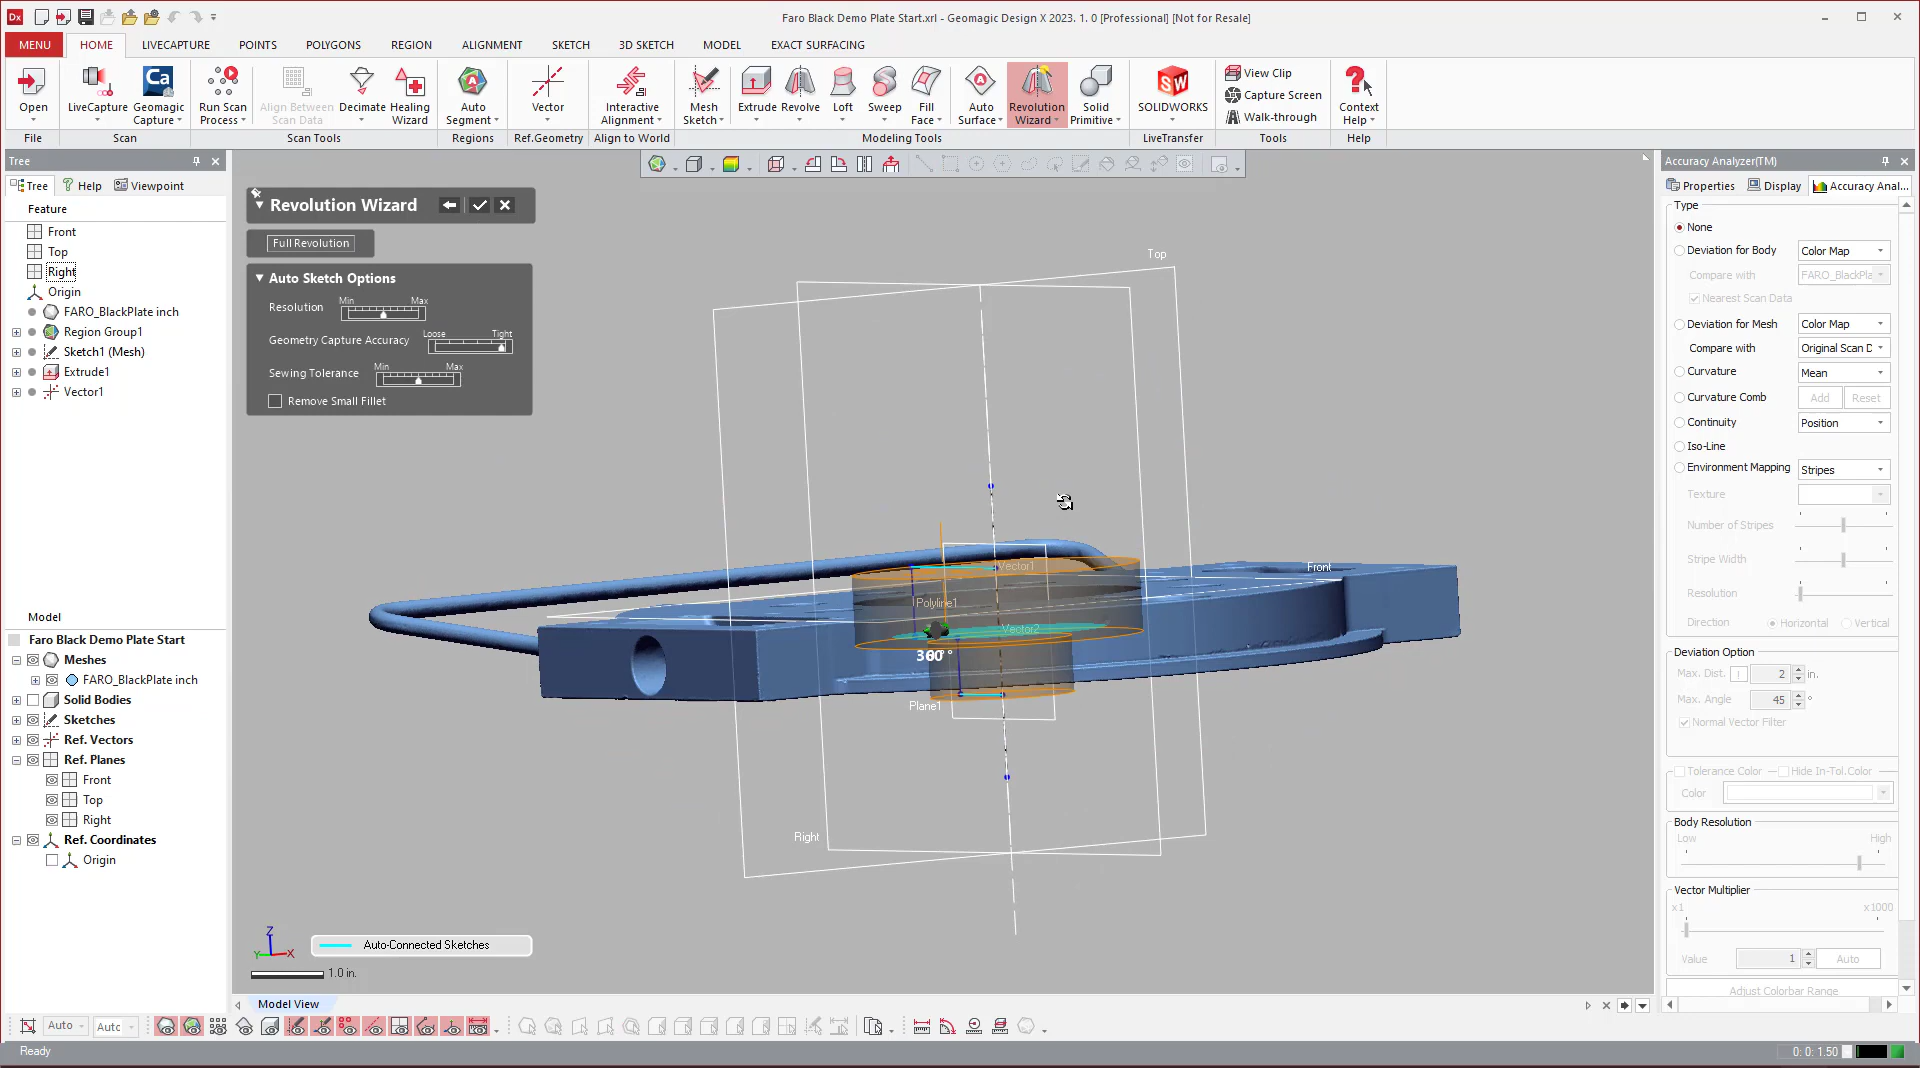 Dx
Faro Black Demo Plate Start.xrl - Geomagic Design X 2023. 1. 0 [Professional] [Not for Resale]
MENU HOME LIVECAPTURE POINTS POLYGONS REGION ALIGNMENT SKETCH 3D SKETCH MODEL EXACT SURFACING
Open LiveCapture Geomagic Capture Run Scan Process Align Between Scan Data Decimate Healing Wizard Auto Segment Vector Interactive Alignment Mesh Sketch Extrude Revolve Loft Sweep Fill Face Auto Surface Revolution Wizard Solid Primitive SOLIDWORKS View Clip Capture Screen Walk-through Context Help
File Scan Scan Tools Regions Ref.Geometry Align to World Modeling Tools LiveTransfer Tools Help
Tree
Tree Help Viewpoint
Feature
Front
Top
Right
Origin
FARO_BlackPlate inch
Region Group1
Sketch1 (Mesh)
Extrude1
Vector1
Model
Faro Black Demo Plate Start
Meshes
FARO_BlackPlate inch
Solid Bodies
Sketches
Ref. Vectors
Ref. Planes
Front
Top
Right
Ref. Coordinates
Origin
Revolution Wizard
Full Revolution
Auto Sketch Options
Min Max
Resolution
Loose Tight
Geometry Capture Accuracy
Min Max
Sewing Tolerance
Remove Small Fillet
Top
Vector1
Front
Polyline1
Vector2
Plane1
Right
Z
Y X
Auto-Connected Sketches
1.0 in.
Model View
Accuracy Analyzer(TM)
Properties Display Accuracy Anal...
Type
None
Deviation for Body Color Map
Compare with FARO_BlackPla
Nearest Scan Data
Deviation for Mesh Color Map
Compare with Original Scan D
Curvature Mean
Curvature Comb Add Reset
Continuity Position
Iso-Line
Environment Mapping Stripes
Texture
Number of Stripes
Stripe Width
Resolution
Direction Horizontal Vertical
Deviation Option
Max. Dist. 2 in.
Max. Angle 45 °
Normal Vector Filter
Tolerance Color Hide In-Tol.Color
Color
Body Resolution
Low High
Vector Multiplier
x1 x1000
Value 1 Auto
Adjust Colorbar Range
Auto Autc
Ready
0: 0: 1.50